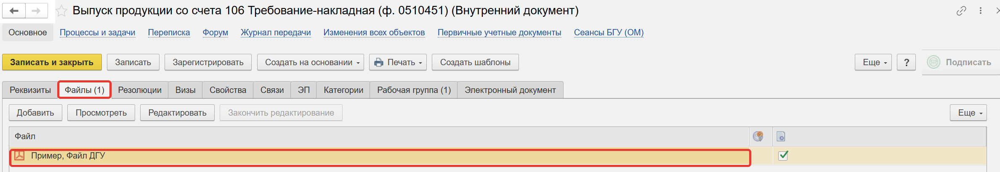 Выпуск продукции со счета 106 Требование-накладная (ф. 0510451) (Внутренний документ)
Основное Процессы и задачи Переписка Форум Журнал передачи Изменения всех объектов Первичные учетные документы Сеансы БГУ (ОМ)
Записать и закрыть Записать Зарегистрировать Создать на основании Печать Создать шаблоны Еще ? Подписать
Реквизиты Файлы (1) Резолюции Визы Свойства Связи ЭП Категории Рабочая группа (1) Электронный документ
Добавить Просмотреть Редактировать Закончить редактирование Еще
Файл
Пример, Файл ДГУ